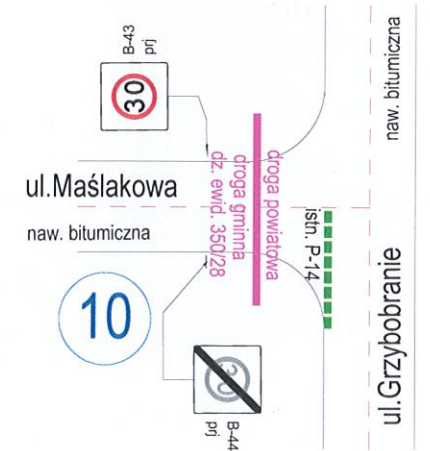 B-43
prj
30
naw. bitumiczna
droga powiatowa
droga gminna
dz. ewid. 350/28
ul.Maślakowa
naw. bitumiczna
istn. P-14
ul.Grzybobranie
10
30
B-44
prj